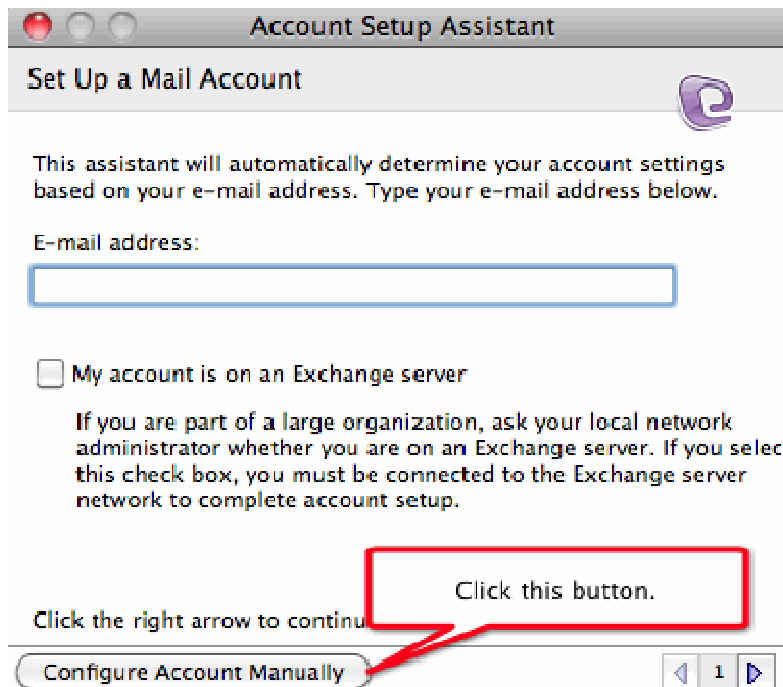 Account Setup Assistant
Set Up a Mail Account
This assistant will automatically determine your account settings
based on your e-mail address. Type your e-mail address below.
E-mail address:
My account is on an Exchange server
If you are part of a large organization, ask your local network
administrator whether you are on an Exchange server. If you selec
this check box, you must be connected to the Exchange server
network to complete account setup.
Click this button.
Click the right arrow to continu
Configure Account Manually
1